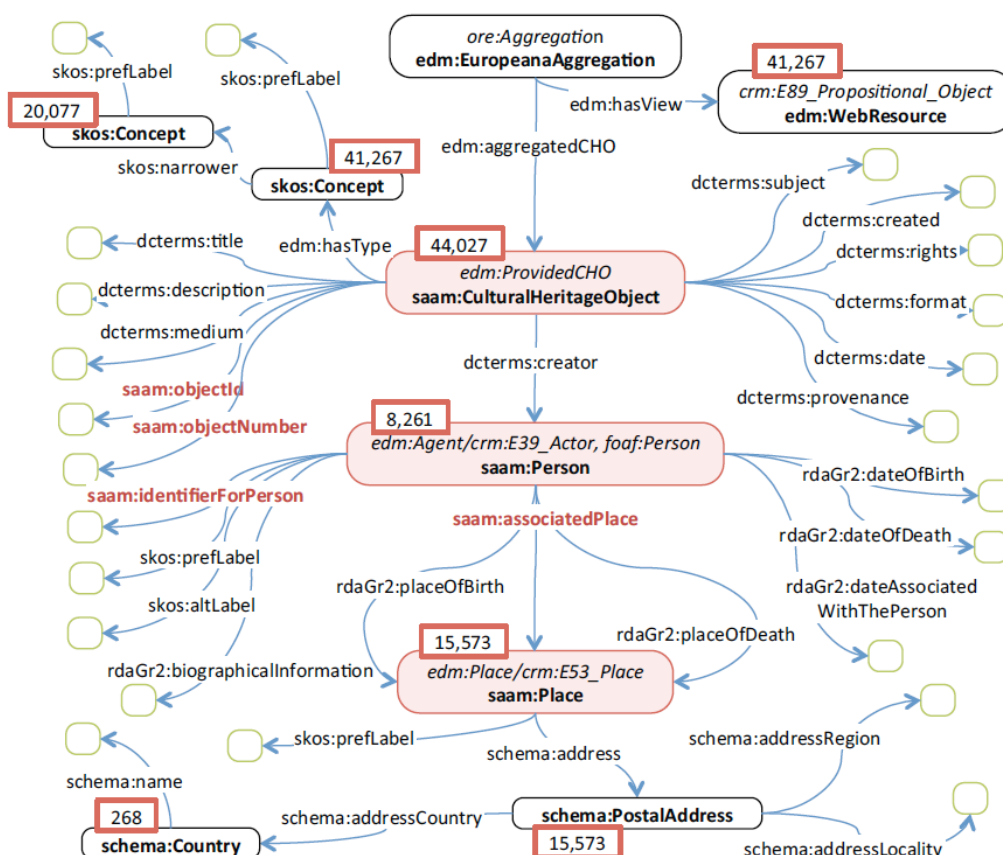 ore:Aggregation
edm:EuropeanaAggregation
41,267
crm:E89_Propositional_Object
edm:WebResource
skos:prefLabel
skos:prefLabel
edm:hasView
20,077
skos:Concept
edm:aggregatedCHO
skos:narrower
41,267
skos:Concept
dcterms:subject
dcterms:created
dcterms:title
edm:hasType
44,027
dcterms:rights
edm:ProvidedCHO
saam:CulturalHeritageObject
dcterms:description
dcterms:format
dcterms:medium
dcterms:creator
dcterms:date
saam:objectId
dcterms:provenance
saam:objectNumber
8,261
edm:Agent/crm:E39_Actor, foaf:Person
saam:Person
rdaGr2:dateOfBirth
saam:identifierForPerson
saam:associatedPlace
rdaGr2:dateOfDeath
skos:prefLabel
rdaGr2:placeOfBirth
rdaGr2:dateAssociated
WithThePerson
skos:altLabel
rdaGr2:placeOfDeath
15,573
rdaGr2:biographicalInformation
edm:Place/crm:E53_Place
saam:Place
skos:prefLabel
schema:address
schema:addressRegion
schema:name
268
schema:Country
schema:addressCountry
schema:PostalAddress
15,573
schema:addressLocality